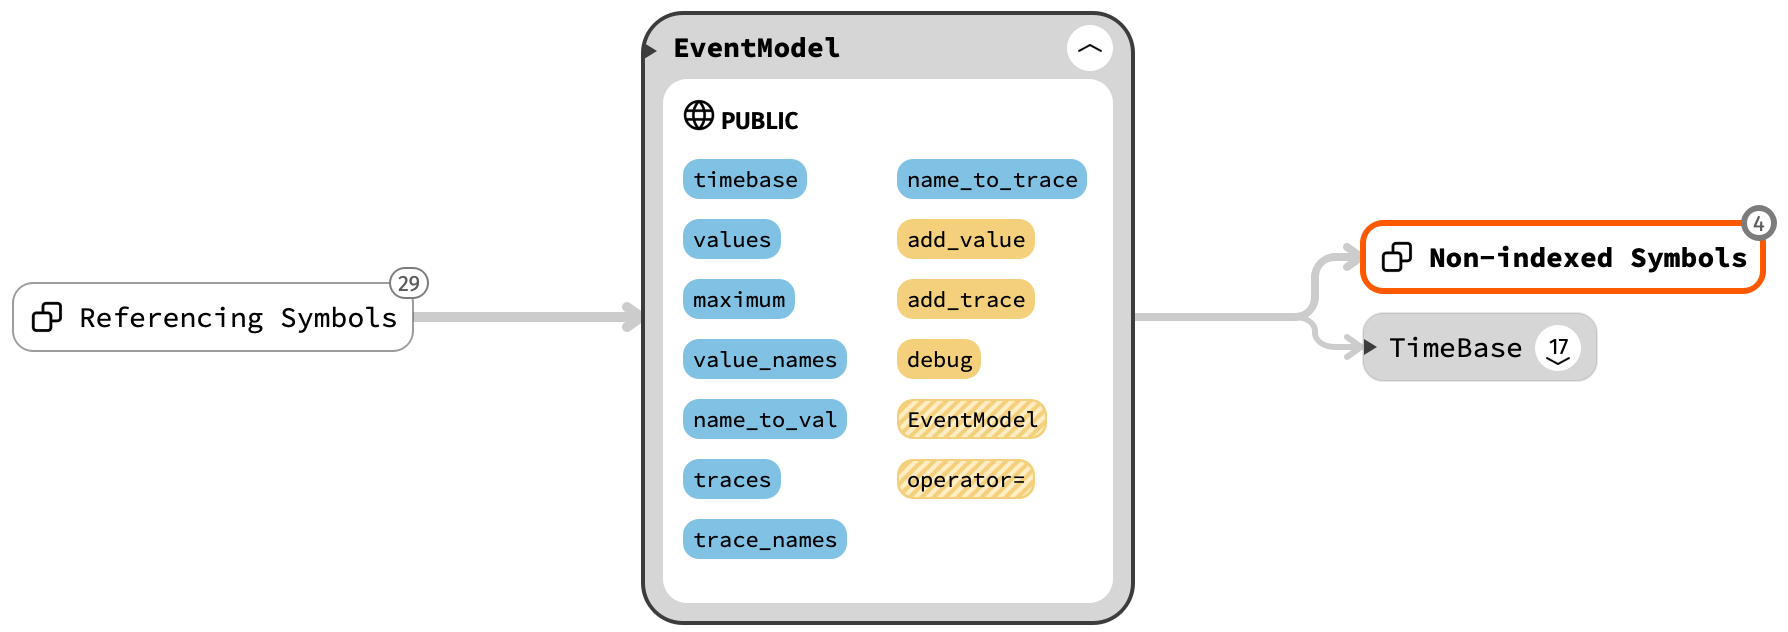 EventModel
PUBLIC
timebase
name_to_trace
values
add_value
maximum
add_trace
value_names
debug
name_to_val
EventModel
traces
operator=
trace_names
29
Referencing Symbols
4
Non-indexed Symbols
TimeBase 17